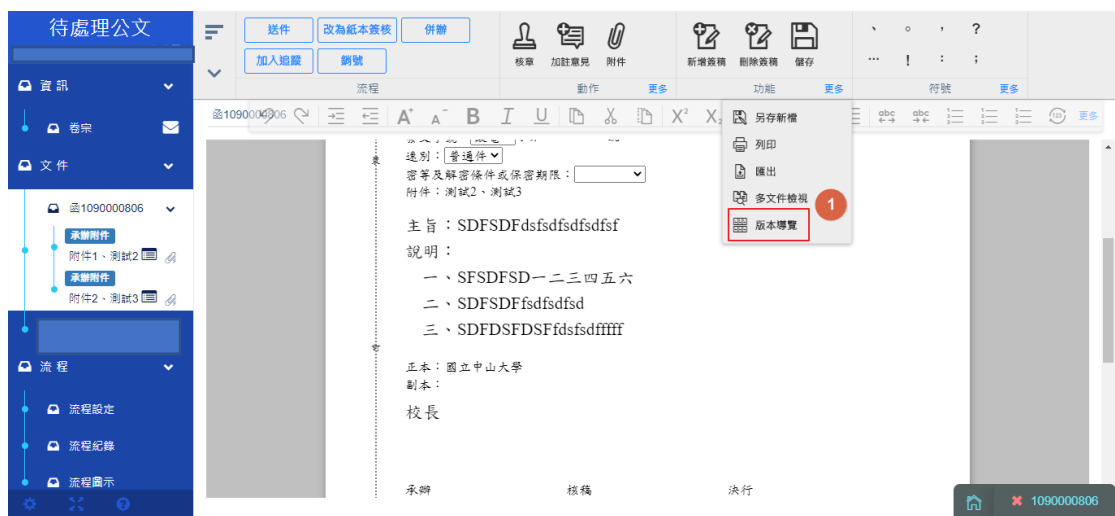 待處理公文
資訊
卷宗
文件
函1090000806
承辦附件
附件1、測試2
承辦附件
附件2、測試3
流程
流程設定
流程紀錄
流程圖示
送件 改為紙本簽核 併辦
加入追蹤 銷號
流程
核章 加註意見 附件
動作 更多
新增簽稿 刪除簽稿 儲存
功能 更多
、 。 , ?
… ! : ;
符號 更多
函1090000806 A+ A- B I U X² X₂ abc abc 123 更多
另存新檔
列印
匯出
多文件檢視
版本導覽
1
速別：普通件
密等及解密條件或保密期限：
附件：測試2、測試3
主旨：SDFSDFdsfsdfsdfsdfsf
說明：
一、SFSDFSD一二三四五六
二、SDFSDFfsdfsdfsd
三、SDFDSFDSFfdsfsdfffff
正本：國立中山大學
副本：
校長
承辦 核稿 決行
1090000806